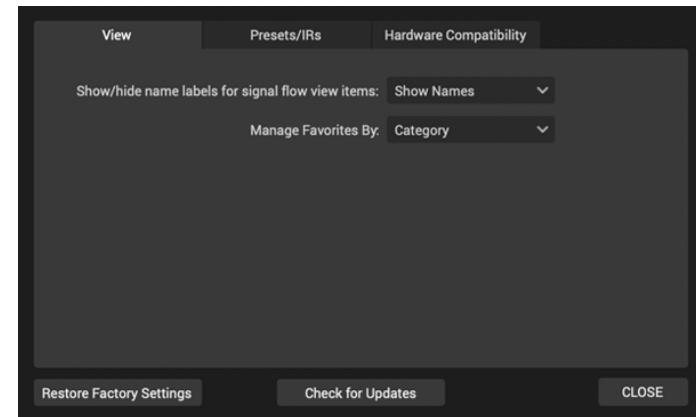 View Presets/IRs Hardware Compatibility
Show/hide name labels for signal flow view items: Show Names
Manage Favorites By: Category
Restore Factory Settings Check for Updates CLOSE